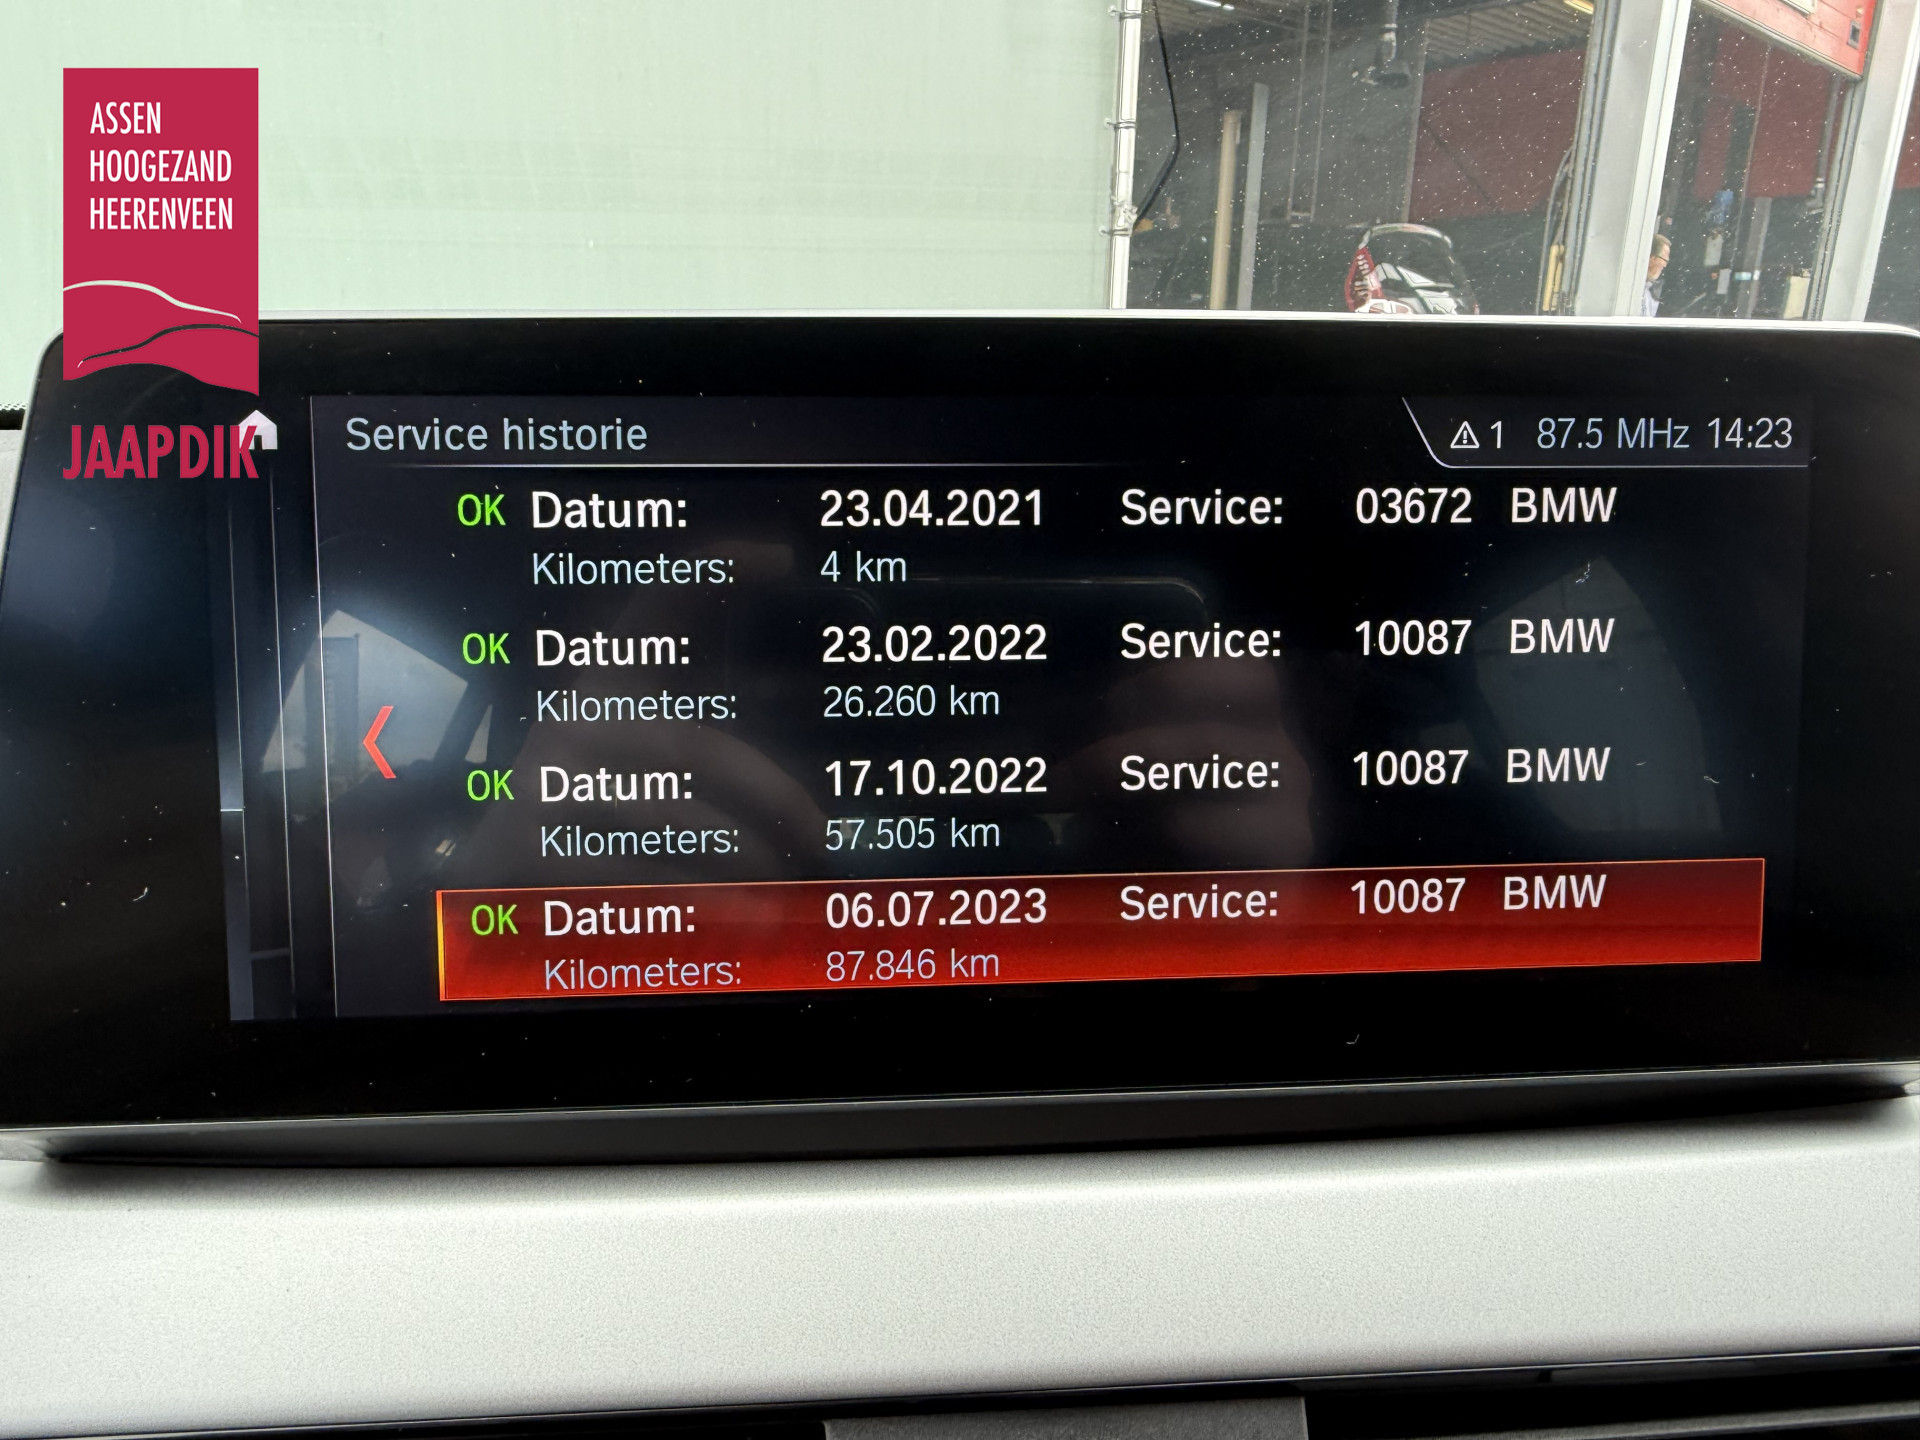 ASSEN
HOOGEZAND
HEERENVEEN
JAAPDIK
Service historie
1 87.5 MHz 14:23
OK Datum: 23.04.2021 Service: 03672 BMW
Kilometers: 4 km
OK Datum: 23.02.2022 Service: 10087 BMW
Kilometers: 26.260 km
OK Datum: 17.10.2022 Service: 10087 BMW
Kilometers: 57.505 km
OK Datum: 06.07.2023 Service: 10087 BMW
Kilometers: 87.846 km